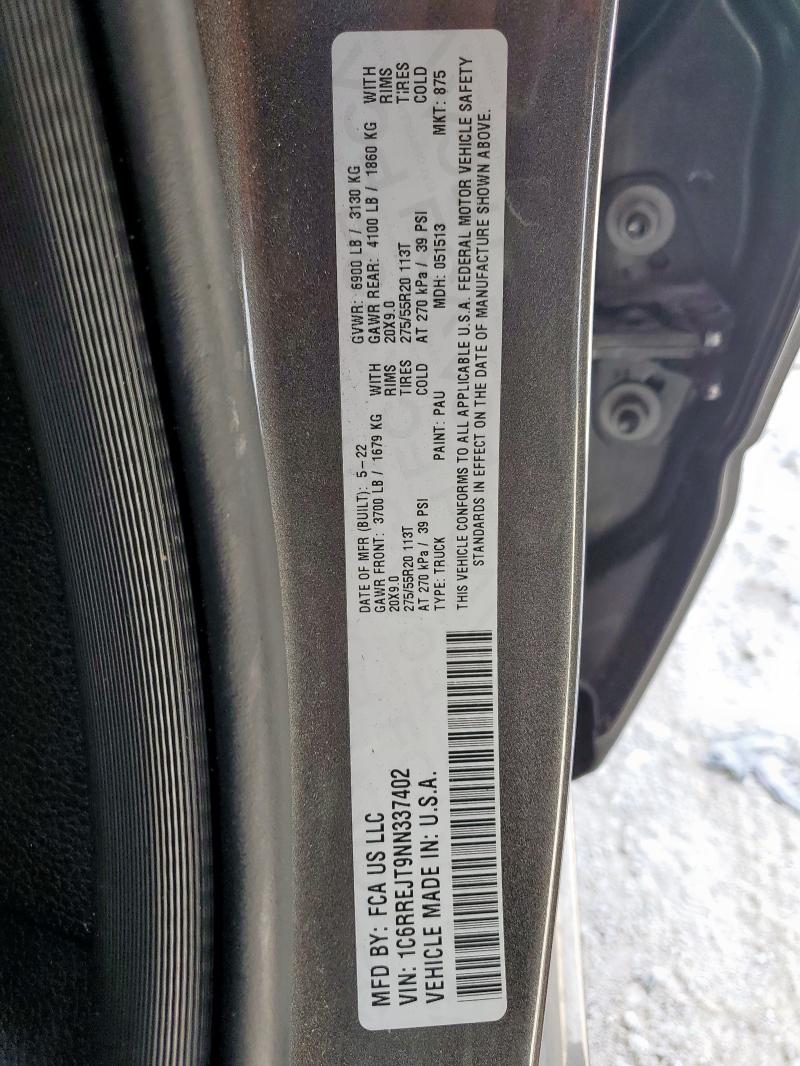 MFD BY: FCA US LLC
VIN: 1C6RREJT9NN337402
VEHICLE MADE IN: U.S.A.
DATE OF MFR (BUILT): 5-22
GVWR: 6900 LB / 3130 KG
GAWR FRONT: 3700 LB / 1679 KG WITH
20X9.0 RIMS
275/55R20 113T TIRES
AT 270 kPa / 39 PSI COLD
GAWR REAR: 4100 LB / 1860 KG WITH
20X9.0 RIMS
275/55R20 113T TIRES
AT 270 kPa / 39 PSI COLD
TYPE: TRUCK PAINT: PAU MDH: 051513 MKT: 875
THIS VEHICLE CONFORMS TO ALL APPLICABLE U.S.A. FEDERAL MOTOR VEHICLE SAFETY
STANDARDS IN EFFECT ON THE DATE OF MANUFACTURE SHOWN ABOVE.